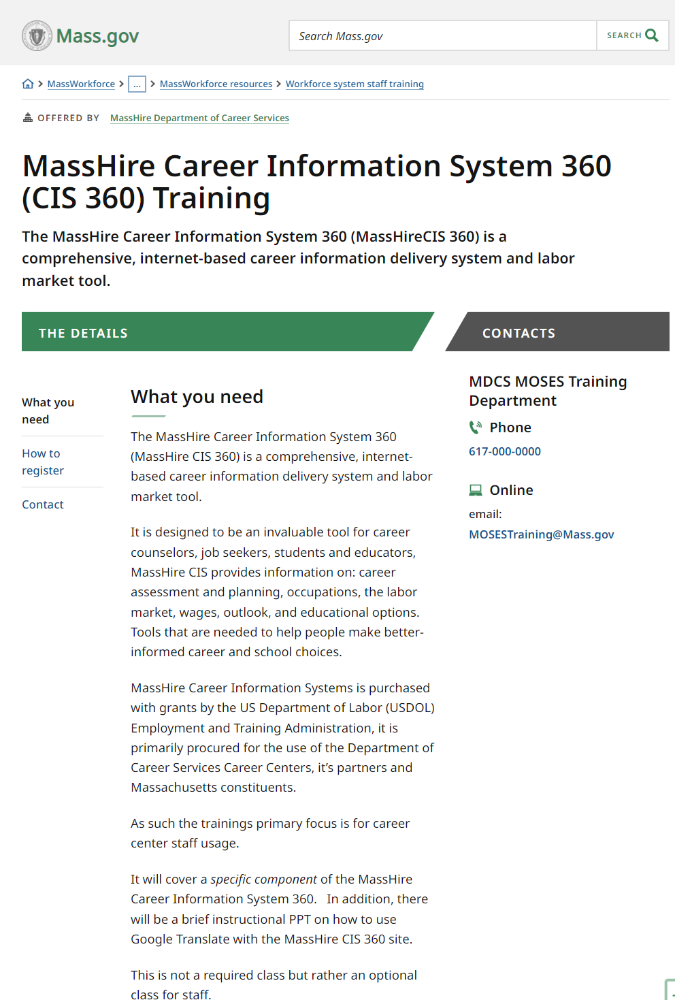 Mass.gov
Search Mass.gov
SEARCH
MassWorkforce
...
MassWorkforce resources
Workforce system staff training
OFFERED BY MassHire Department of Career Services
MassHire Career Information System 360
(CIS 360) Training
The MassHire Career Information System 360 (MassHireCIS 360) is a
comprehensive, internet-based career information delivery system and labor
market tool.
THE DETAILS
What you
need
How to
register
Contact
What you need
The MassHire Career Information System 360
(MassHire CIS 360) is a comprehensive, internet-
based career information delivery system and labor
market tool.
It is designed to be an invaluable tool for career
counselors, job seekers, students and educators,
MassHire CIS provides information on: career
assessment and planning, occupations, the labor
market, wages, outlook, and educational options.
Tools that are needed to help people make better-
informed career and school choices.
MassHire Career Information Systems is purchased
with grants by the US Department of Labor (USDOL)
Employment and Training Administration, it is
primarily procured for the use of the Department of
Career Services Career Centers, it’s partners and
Massachusetts constituents.
As such the trainings primary focus is for career
center staff usage.
It will cover a specific component of the MassHire
Career Information System 360.   In addition, there
will be a brief instructional PPT on how to use
Google Translate with the MassHire CIS 360 site.
This is not a required class but rather an optional
class for staff.
CONTACTS
MDCS MOSES Training
Department
Phone
617-000-0000
Online
email:
MOSESTraining@Mass.gov